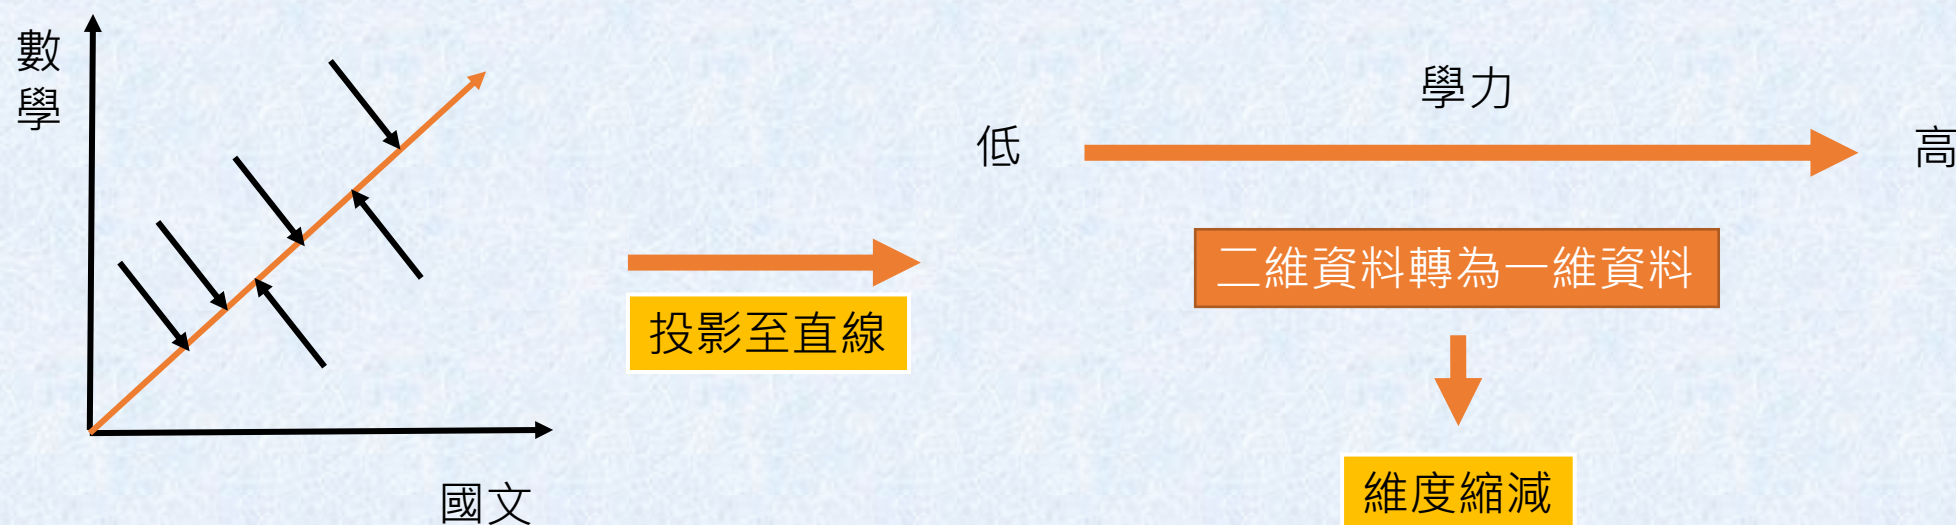 數學
國文
投影至直線
學力
低
高
二維資料轉為一維資料
維度縮減